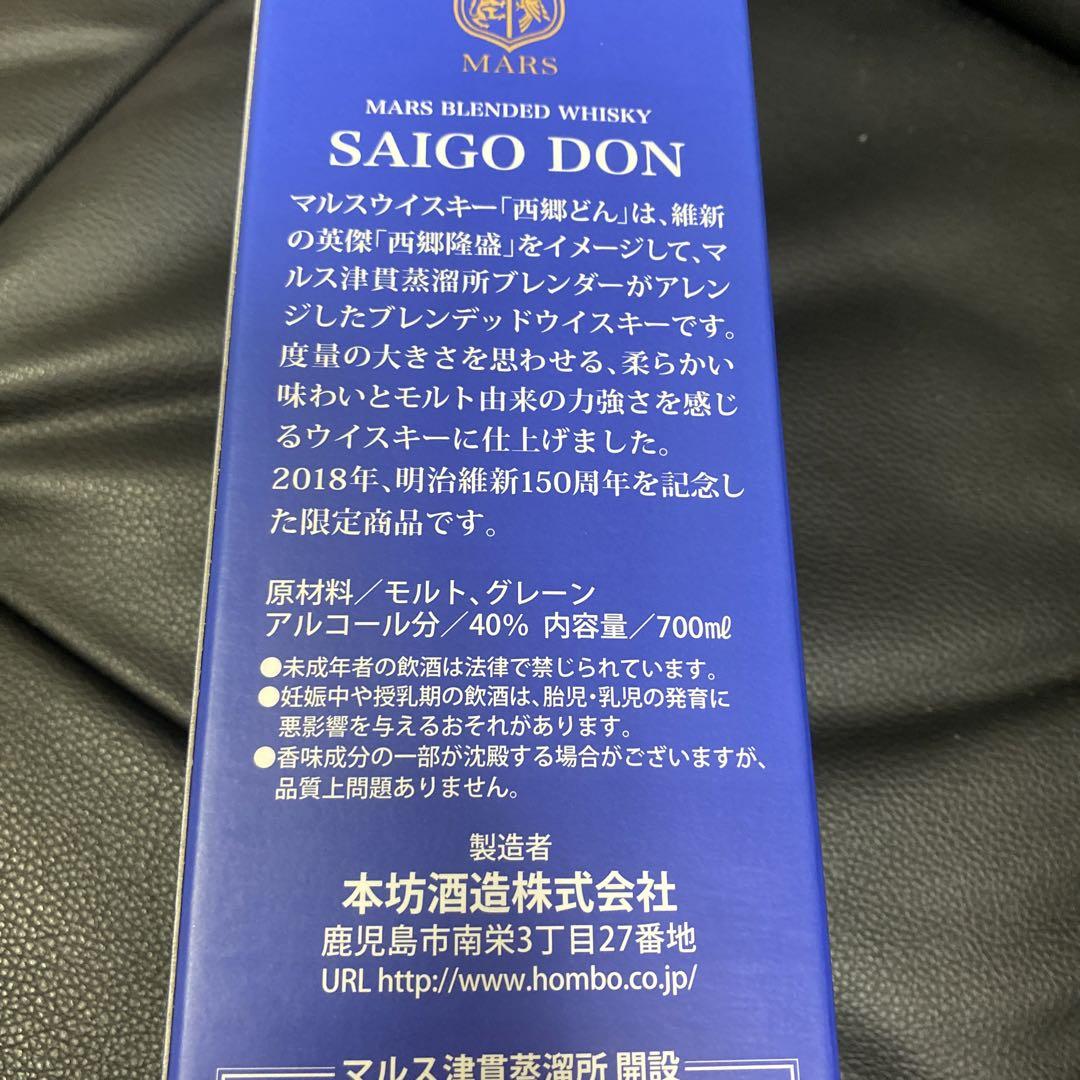 MARS
MARS BLENDED WHISKY
SAIGO DON
マルスウイスキー「西郷どん」は、維新
の英傑「西郷隆盛」をイメージして、マ
ルス津貫蒸溜所ブレンダーがアレン
ジしたブレンデッドウイスキーです。
度量の大きさを思わせる、柔らかい
味わいとモルト由来の力強さを感じ
るウイスキーに仕上げました。
2018年、明治維新150周年を記念し
た限定商品です。
原材料／モルト、グレーン
アルコール分／40% 内容量／700㎖
●未成年者の飲酒は法律で禁じられています。
●妊娠中や授乳期の飲酒は、胎児・乳児の発育に
悪影響を与えるおそれがあります。
●香味成分の一部が沈殿する場合がございますが、
品質上問題ありません。
製造者
本坊酒造株式会社
鹿児島市南栄3丁目27番地
URL http://www.hombo.co.jp/
マルス津貫蒸溜所 開設